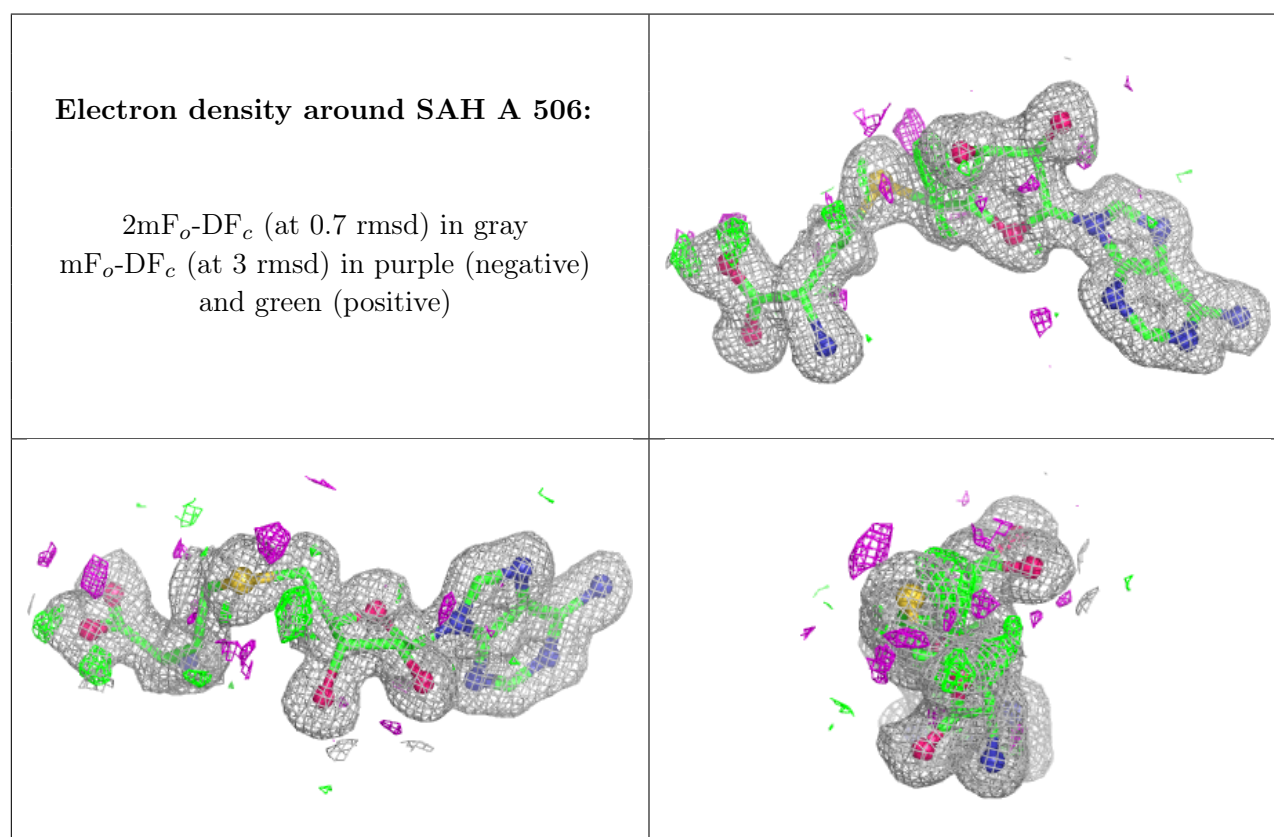 Electron density around SAH A 506:
2mFo-DFc (at 0.7 rmsd) in gray
mFo-DFc (at 3 rmsd) in purple (negative)
and green (positive)